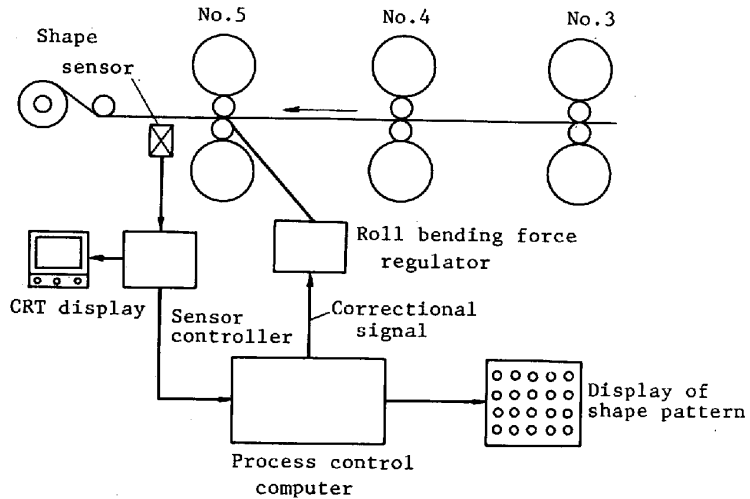 No.5
No.4
No.3
Shape
sensor
Roll bending force
regulator
CRT display
Sensor
controller
Correctional
signal
Display of
shape pattern
Process control
computer